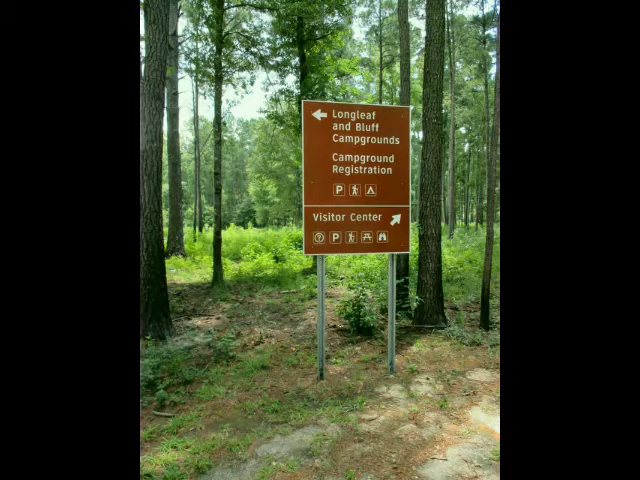 Longleaf
and Bluff
Campgrounds
Campground
Registration
P
Visitor Center
? P